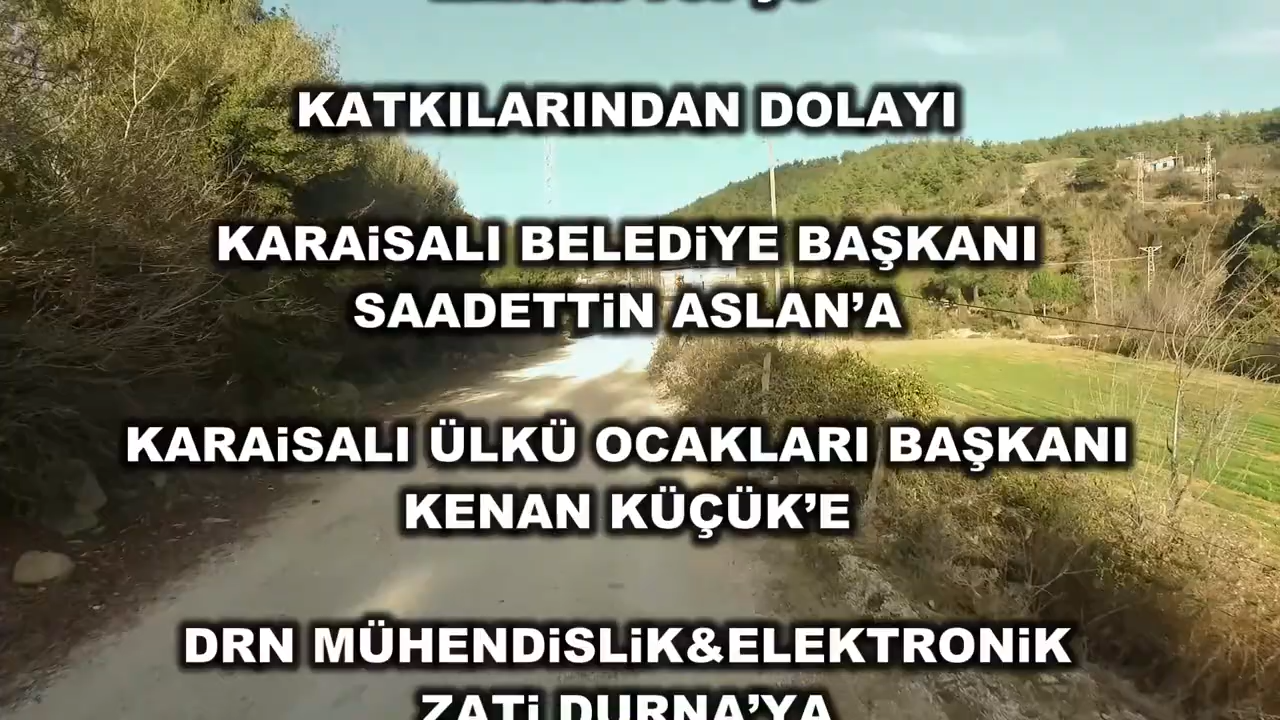 KATKILARINDAN DOLAYI
KARAiSALI BELEDiYE BAŞKANI
SAADETTiN ASLAN’A
KARAiSALI ÜLKÜ OCAKLARI BAŞKANI
KENAN KÜÇÜK’E
DRN MÜHENDiSLiK&ELEKTRONiK
ZATi DURNA’YA